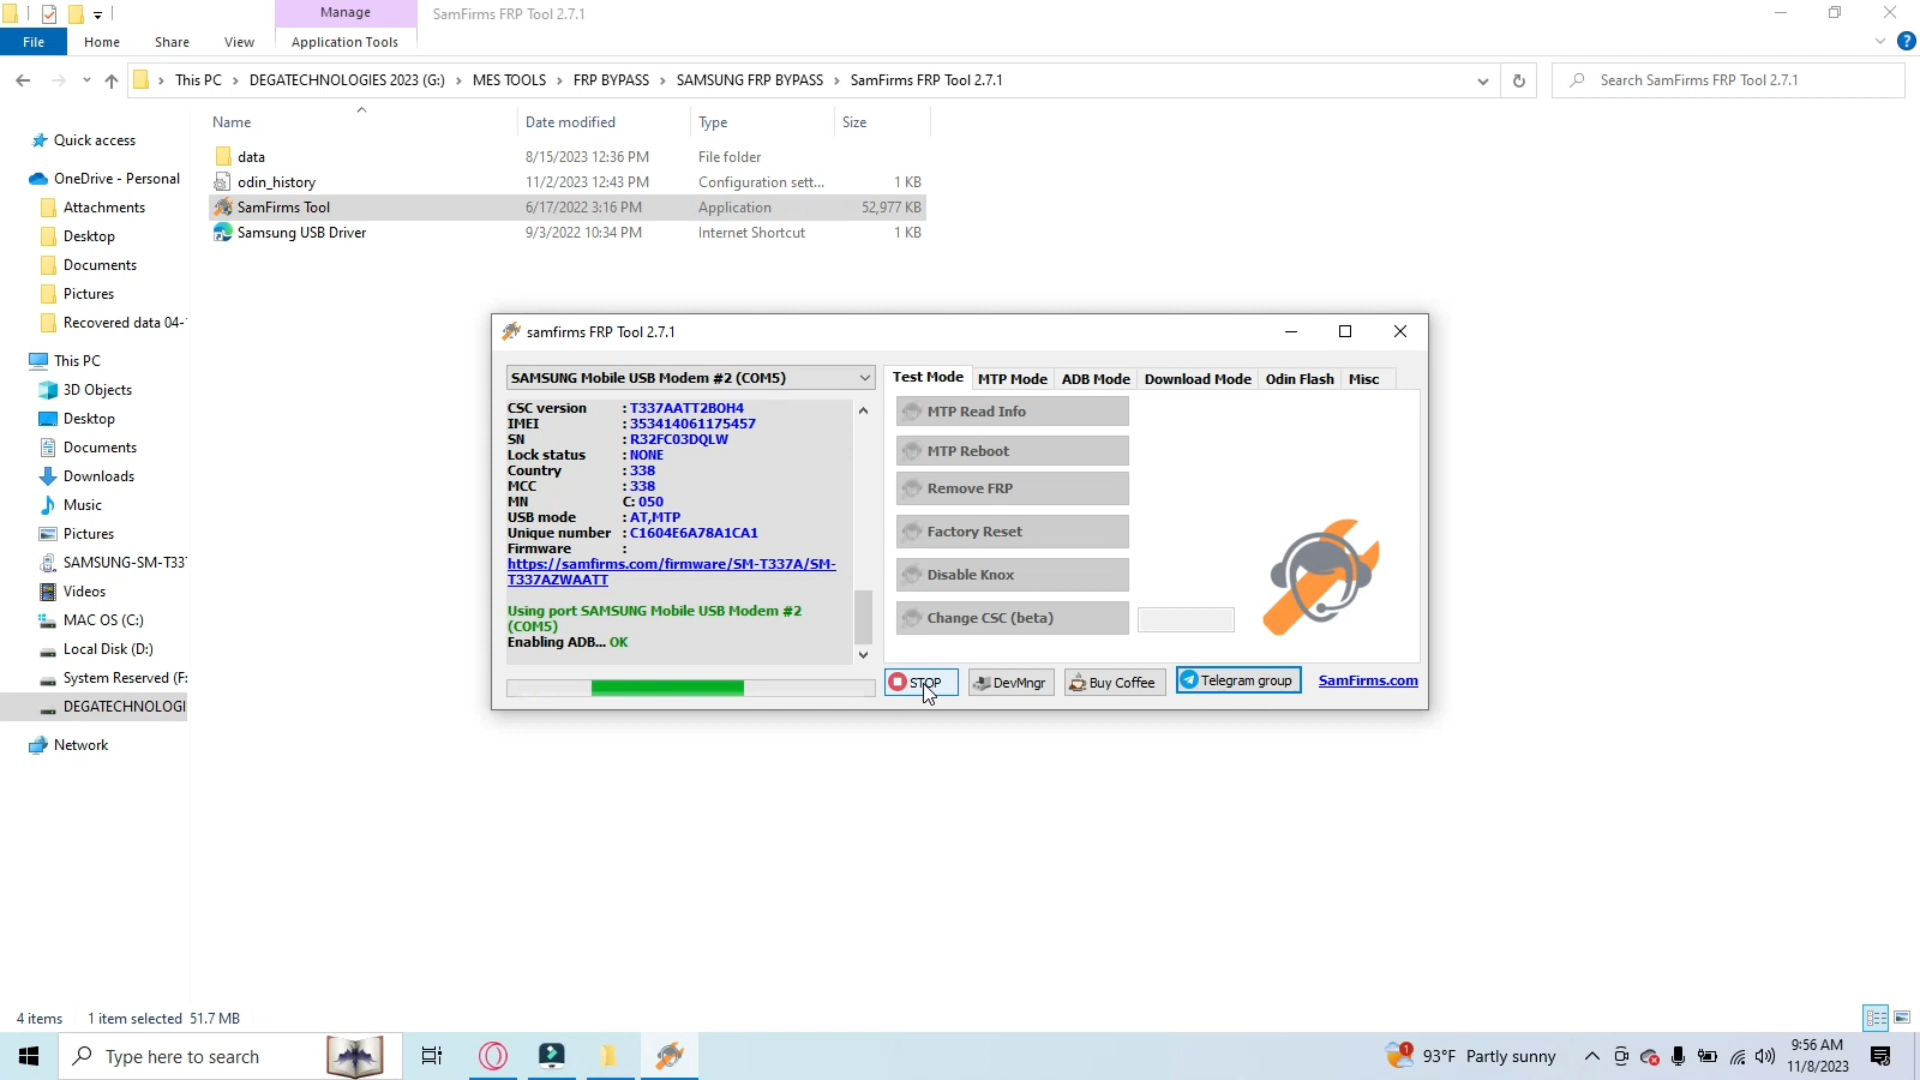 Manage
SamFirms FRP Tool 2.7.1
File
Home
Share
View
Application Tools
This PC > DEGATECHNOLOGIES 2023 (G:) > MES TOOLS > FRP BYPASS > SAMSUNG FRP BYPASS > SamFirms FRP Tool 2.7.1
Search SamFirms FRP Tool 2.7.1
Name
Date modified
Type
Size
data 8/15/2023 12:36 PM File folder
odin_history 11/2/2023 12:43 PM Configuration sett... 1 KB
SamFirms Tool 6/17/2022 3:16 PM Application 52,977 KB
Samsung USB Driver 9/3/2022 10:34 PM Internet Shortcut 1 KB
Quick access
OneDrive - Personal
Attachments
Desktop
Documents
Pictures
Recovered data 04-
This PC
3D Objects
Desktop
Documents
Downloads
Music
Pictures
SAMSUNG-SM-T337
Videos
MAC OS (C:)
Local Disk (D:)
System Reserved (F:
DEGATECHNOLOGI
Network
samfirms FRP Tool 2.7.1
SAMSUNG Mobile USB Modem #2 (COM5)
CSC version : T337AATT2BOH4
IMEI : 353414061175457
SN : R32FC03DQLW
Lock status : NONE
Country : 338
MCC : 338
MN C: 050
USB mode : AT,MTP
Unique number : C1604E6A78A1CA1
Firmware :
https://samfirms.com/firmware/SM-T337A/SM-
T337AZWAATT
Using port SAMSUNG Mobile USB Modem #2
(COM5)
Enabling ADB... OK
Test Mode
MTP Mode
ADB Mode
Download Mode
Odin Flash
Misc
MTP Read Info
MTP Reboot
Remove FRP
Factory Reset
Disable Knox
Change CSC (beta)
STOP
DevMngr
Buy Coffee
Telegram group
SamFirms.com
4 items
1 item selected 51.7 MB
Type here to search
1
93°F Partly sunny
9:56 AM
11/8/2023